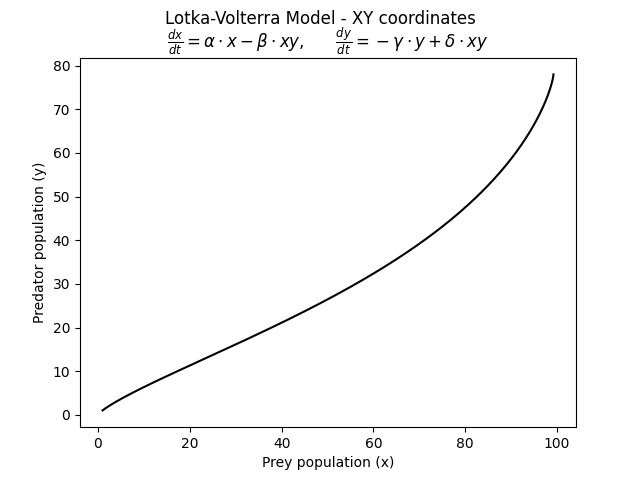 Lotka-Volterra Model - XY coordinates
dx/dt = α · x − β · xy, dy/dt = −γ · y + δ · xy
80
70
60
50
40
30
20
10
0
Predator population (y)
0 20 40 60 80 100
Prey population (x)